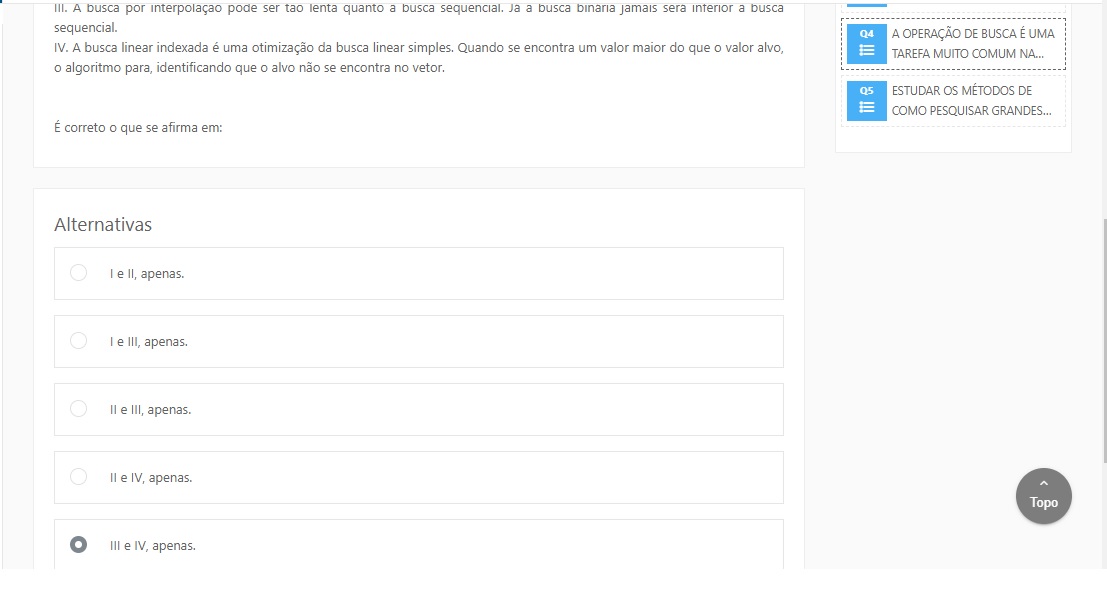 III. A busca por interpolação pode ser tão lenta quanto a busca sequencial. Já a busca binária jamais será inferior à busca
sequencial.
IV. A busca linear indexada é uma otimização da busca linear simples. Quando se encontra um valor maior do que o valor alvo,
o algoritmo para, identificando que o alvo não se encontra no vetor.
É correto o que se afirma em:
Alternativas
I e II, apenas.
I e III, apenas.
II e III, apenas.
II e IV, apenas.
III e IV, apenas.
Q4
A OPERAÇÃO DE BUSCA É UMA
TAREFA MUITO COMUM NA...
Q5
ESTUDAR OS MÉTODOS DE
COMO PESQUISAR GRANDES...
Topo